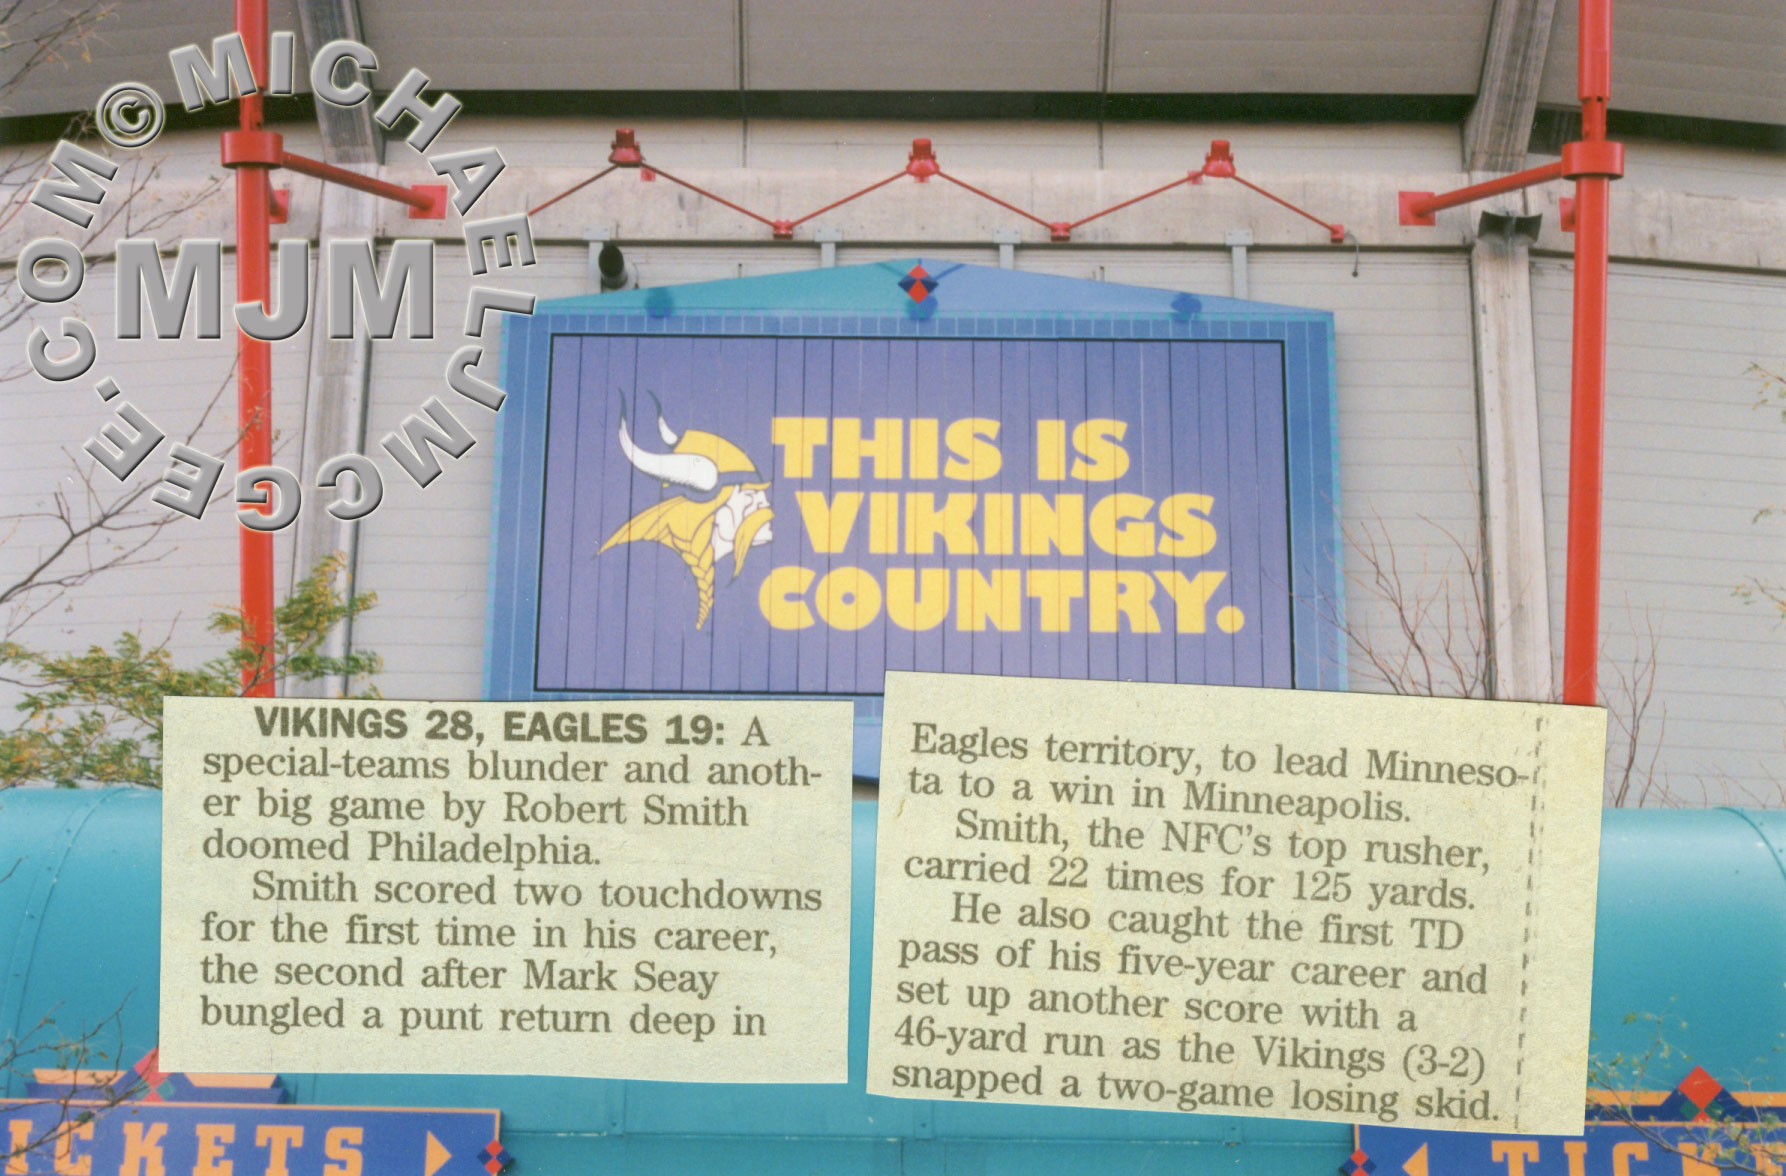 ©MICHAELJMCGEE.COM
MJM
THIS IS
VIKINGS
COUNTRY.
VIKINGS 28, EAGLES 19: A
special-teams blunder and anoth-
er big game by Robert Smith
doomed Philadelphia.
Smith scored two touchdowns
for the first time in his career,
the second after Mark Seay
bungled a punt return deep in
Eagles territory, to lead Minneso-
ta to a win in Minneapolis.
Smith, the NFC's top rusher,
carried 22 times for 125 yards.
He also caught the first TD
pass of his five-year career and
set up another score with a
46-yard run as the Vikings (3-2)
snapped a two-game losing skid.
ICKETS
TICK